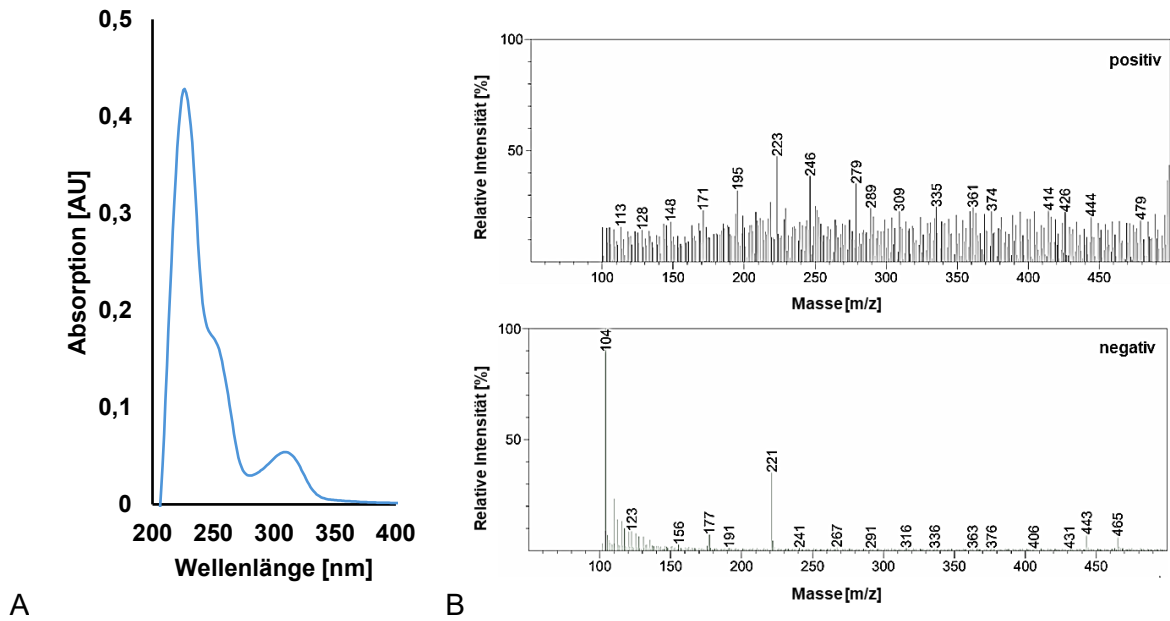 0,5
0,4
0,3
0,2
0,1
0
Absorption [AU]
200 250 300 350 400
Wellenlänge [nm]
A
100
50
Relative Intensität [%]
positiv
113 128 148 171 195 223 246 279 289 309 335 361 374 414 426 444 479
100 150 200 250 300 350 400 450
Masse [m/z]
100
50
Relative Intensität [%]
negativ
104 123 156 177 191 221 241 267 291 316 336 363 376 406 431 443 465
100 150 200 250 300 350 400 450
Masse [m/z]
B